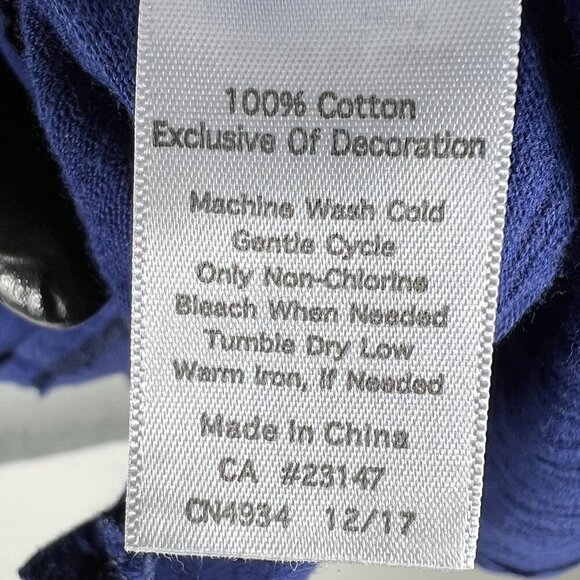 100% Cotton
Exclusive Of Decoration
Machine Wash Cold
Gentle Cycle
Only Non-Chlorine
Bleach When Needed
Tumble Dry Low
Warm Iron, If Needed
Made In China
CA #23147
CN4934 12/17